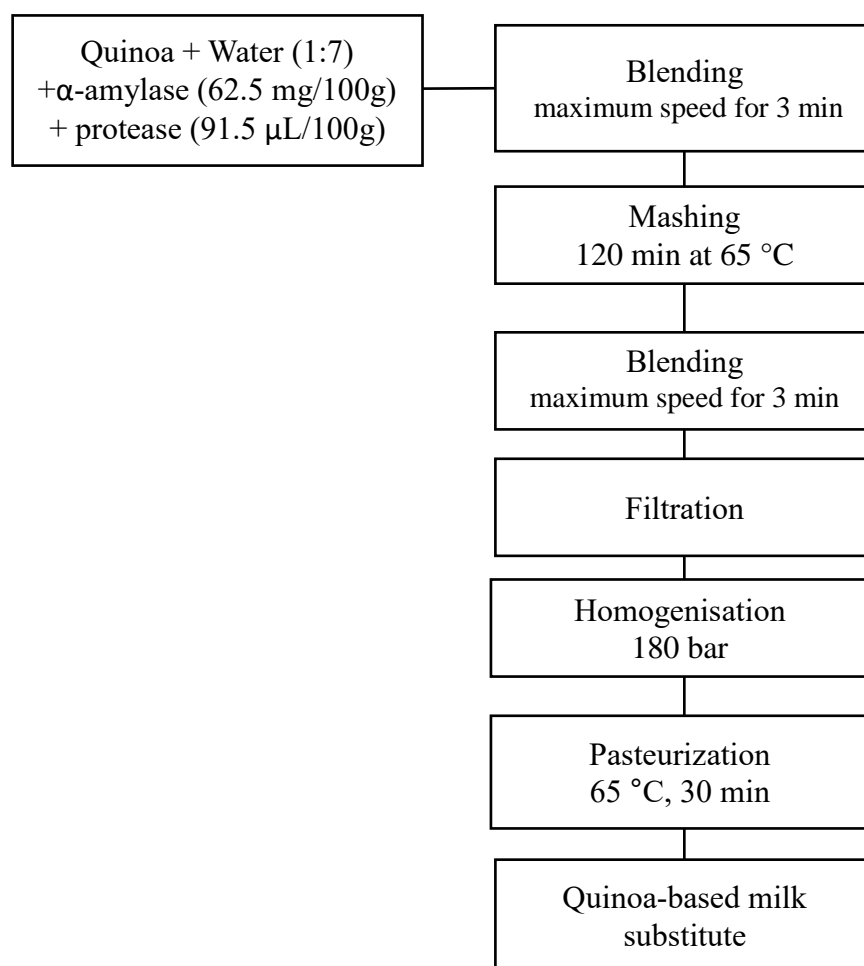 Quinoa + Water (1:7)
+α-amylase (62.5 mg/100g)
+ protease (91.5 μL/100g)
Blending
maximum speed for 3 min
Mashing
120 min at 65 °C
Blending
maximum speed for 3 min
Filtration
Homogenisation
180 bar
Pasteurization
65 °C, 30 min
Quinoa-based milk
substitute